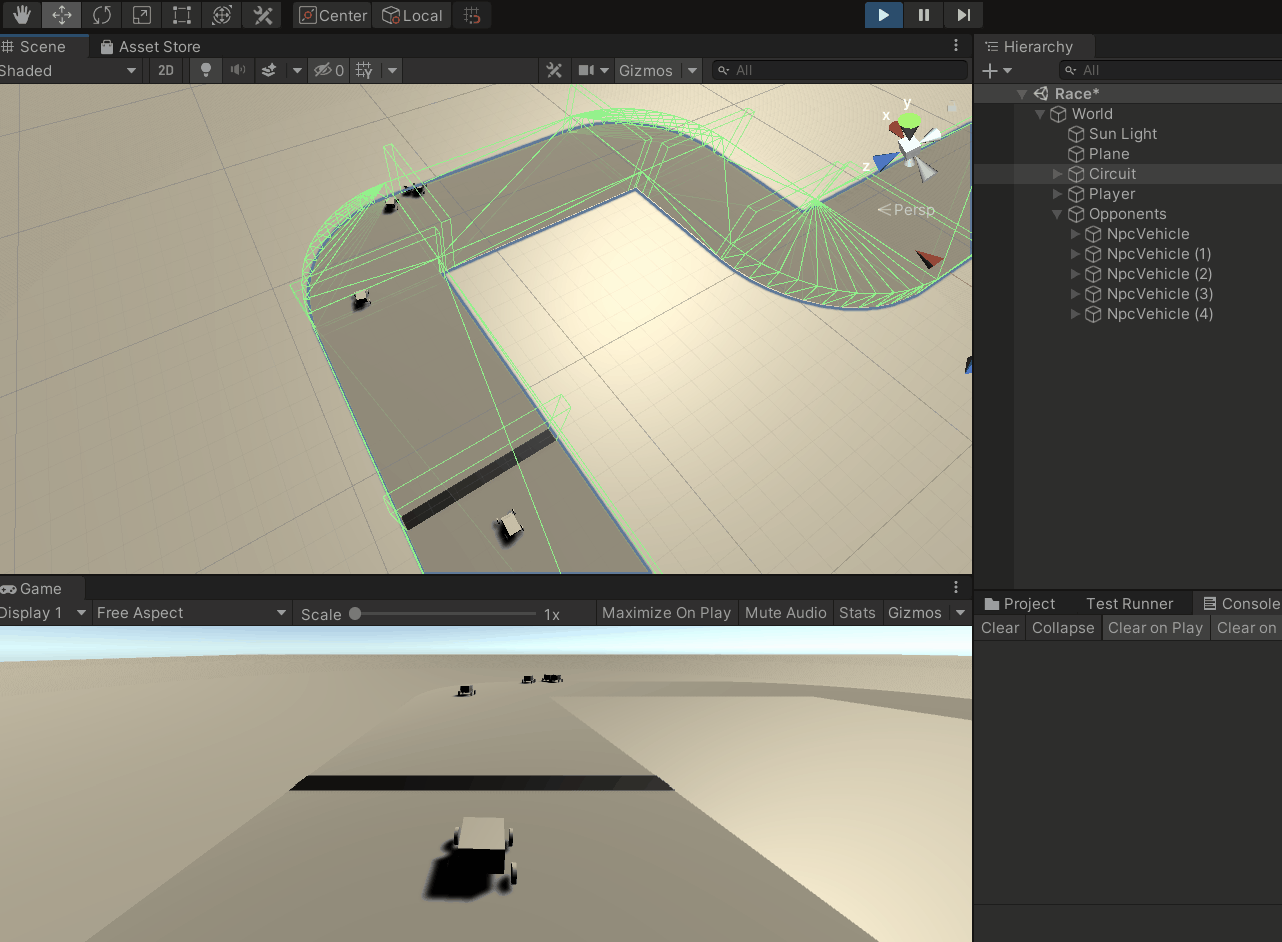 Center Local
Scene Asset Store
Shaded 2D 0 Gizmos All
y
x
z
Persp
Hierarchy
All
Race*
World
Sun Light
Plane
Circuit
Player
Opponents
NpcVehicle
NpcVehicle (1)
NpcVehicle (2)
NpcVehicle (3)
NpcVehicle (4)
Game
Display 1 Free Aspect Scale 1x Maximize On Play Mute Audio Stats Gizmos
Project Test Runner Console
Clear Collapse Clear on Play Clear on